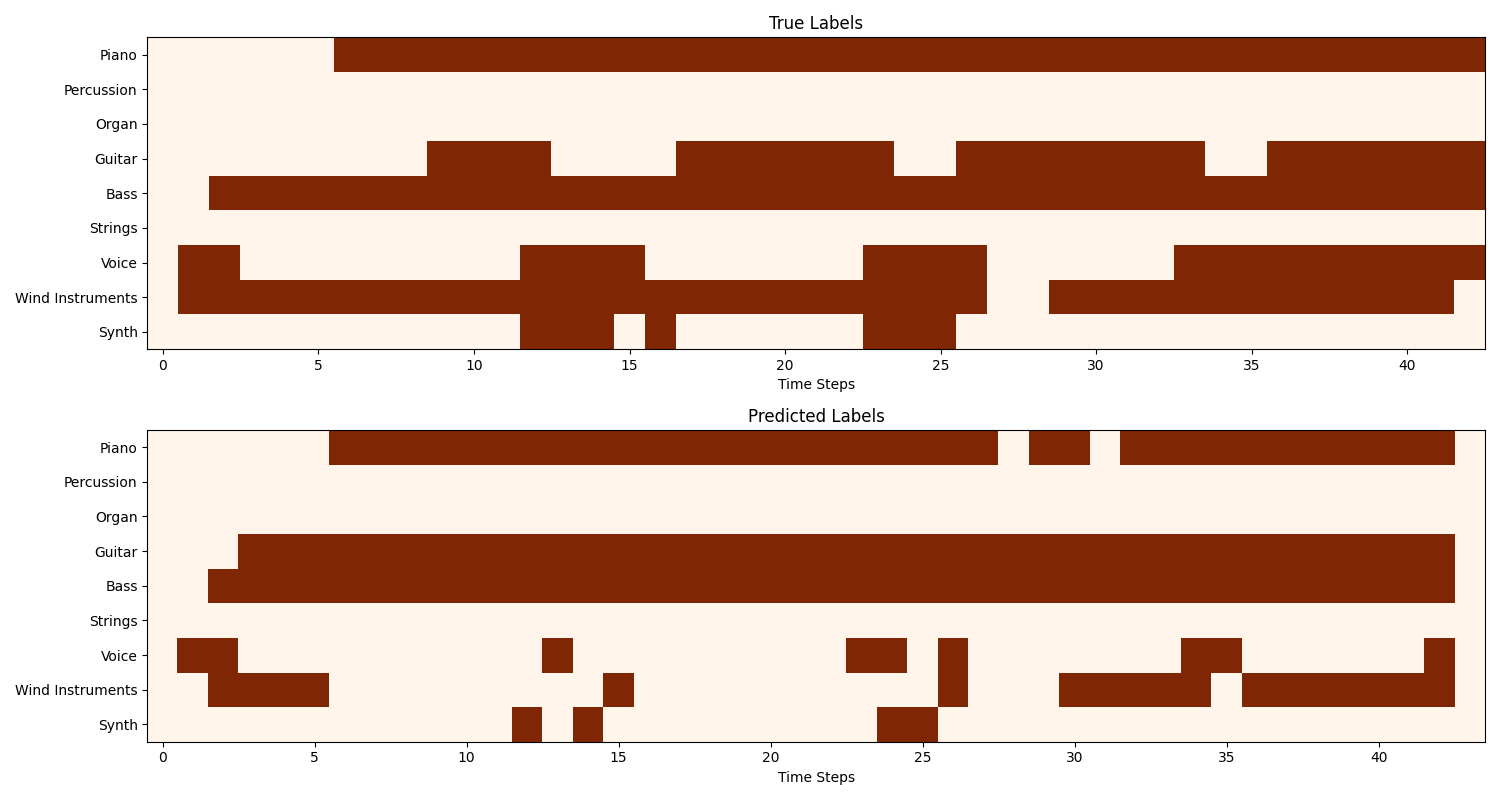 True Labels
Piano
Percussion
Organ
Guitar
Bass
Strings
Voice
Wind Instruments
Synth
0 5 10 15 20 25 30 35 40
Time Steps
Predicted Labels
Piano
Percussion
Organ
Guitar
Bass
Strings
Voice
Wind Instruments
Synth
0 5 10 15 20 25 30 35 40
Time Steps